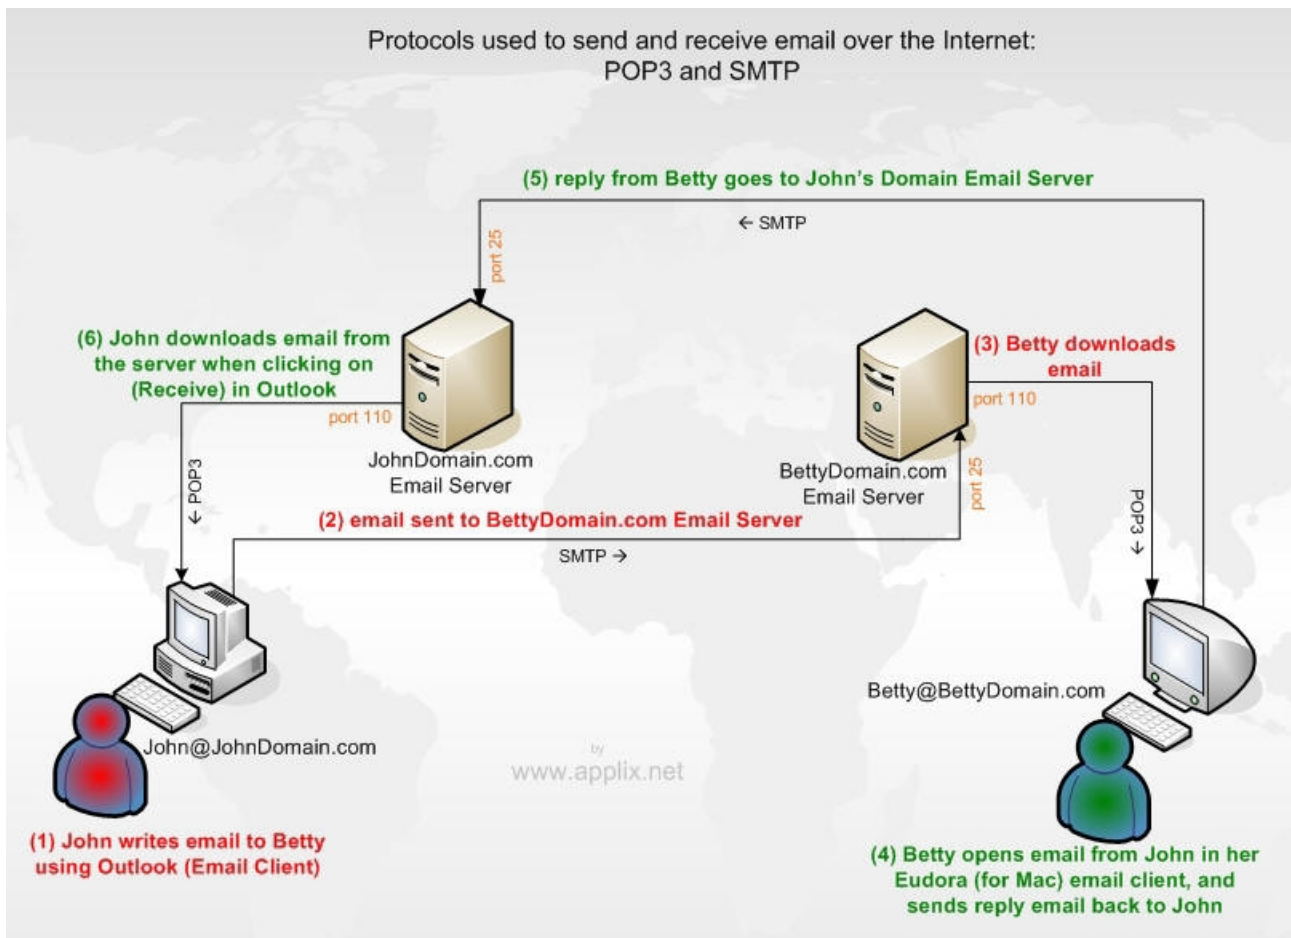 Protocols used to send and receive email over the Internet:
POP3 and SMTP
(5) reply from Betty goes to John's Domain Email Server
← SMTP
port 25
(6) John downloads email from
the server when clicking on
(Receive) in Outlook
port 110
← POP3
JohnDomain.com
Email Server
(3) Betty downloads
email
port 110
BettyDomain.com
Email Server
port 25
POP3 →
(2) email sent to BettyDomain.com Email Server
SMTP →
John@JohnDomain.com
Betty@BettyDomain.com
by
www.applix.net
(1) John writes email to Betty
using Outlook (Email Client)
(4) Betty opens email from John in her
Eudora (for Mac) email client, and
sends reply email back to John